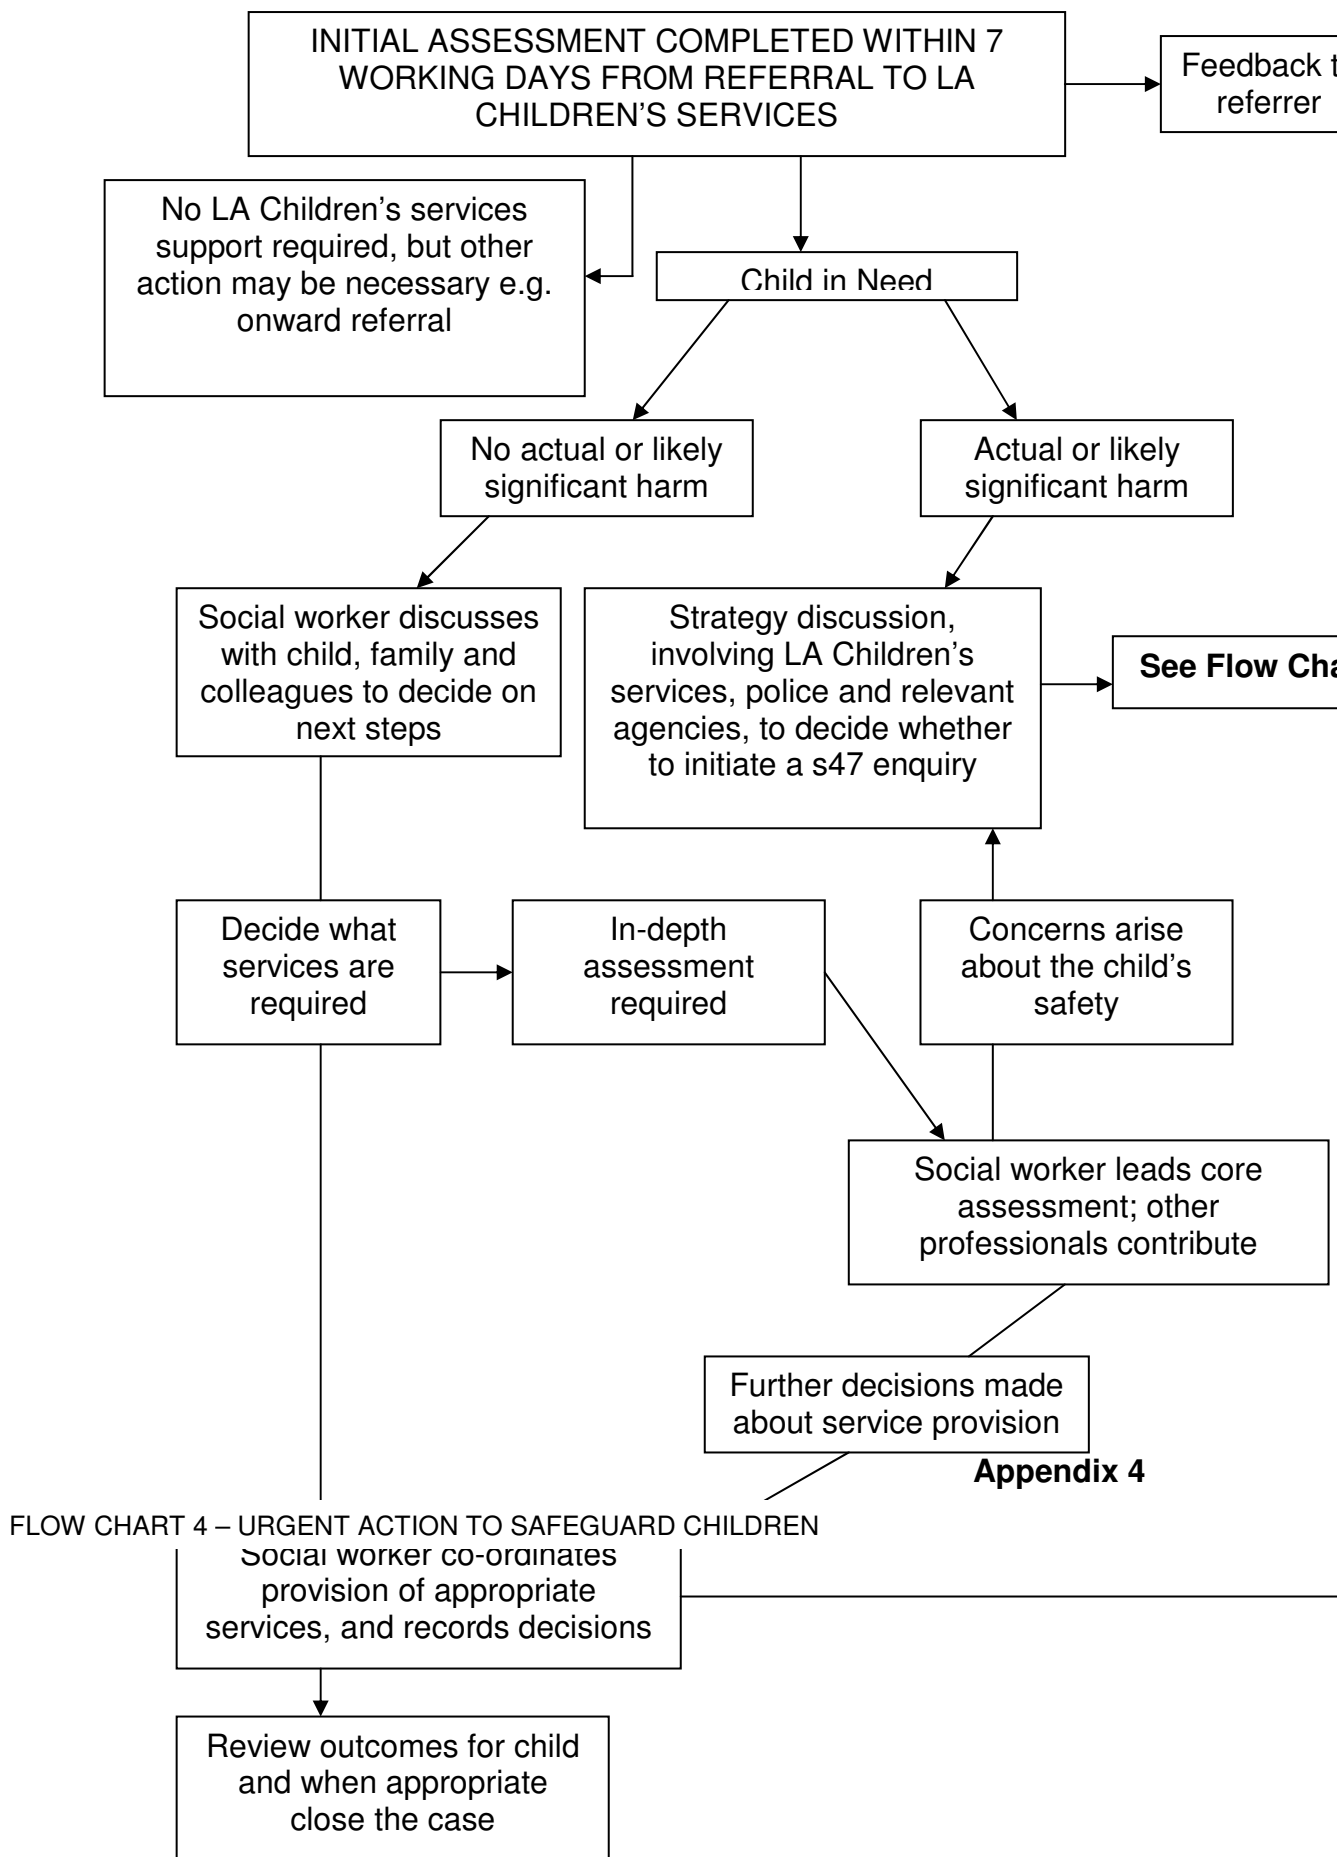 INITIAL ASSESSMENT COMPLETED WITHIN 7
WORKING DAYS FROM REFERRAL TO LA
CHILDREN’S SERVICES
Feedback t
referrer
No LA Children’s services
support required, but other
action may be necessary e.g.
onward referral
Child in Need
No actual or likely
significant harm
Actual or likely
significant harm
Social worker discusses
with child, family and
colleagues to decide on
next steps
Strategy discussion,
involving LA Children’s
services, police and relevant
agencies, to decide whether
to initiate a s47 enquiry
See Flow Cha
Decide what
services are
required
In-depth
assessment
required
Concerns arise
about the child’s
safety
Social worker leads core
assessment; other
professionals contribute
Further decisions made
about service provision
Appendix 4
FLOW CHART 4 – URGENT ACTION TO SAFEGUARD CHILDREN
Social worker co-ordinates
provision of appropriate
services, and records decisions
Review outcomes for child
and when appropriate
close the case